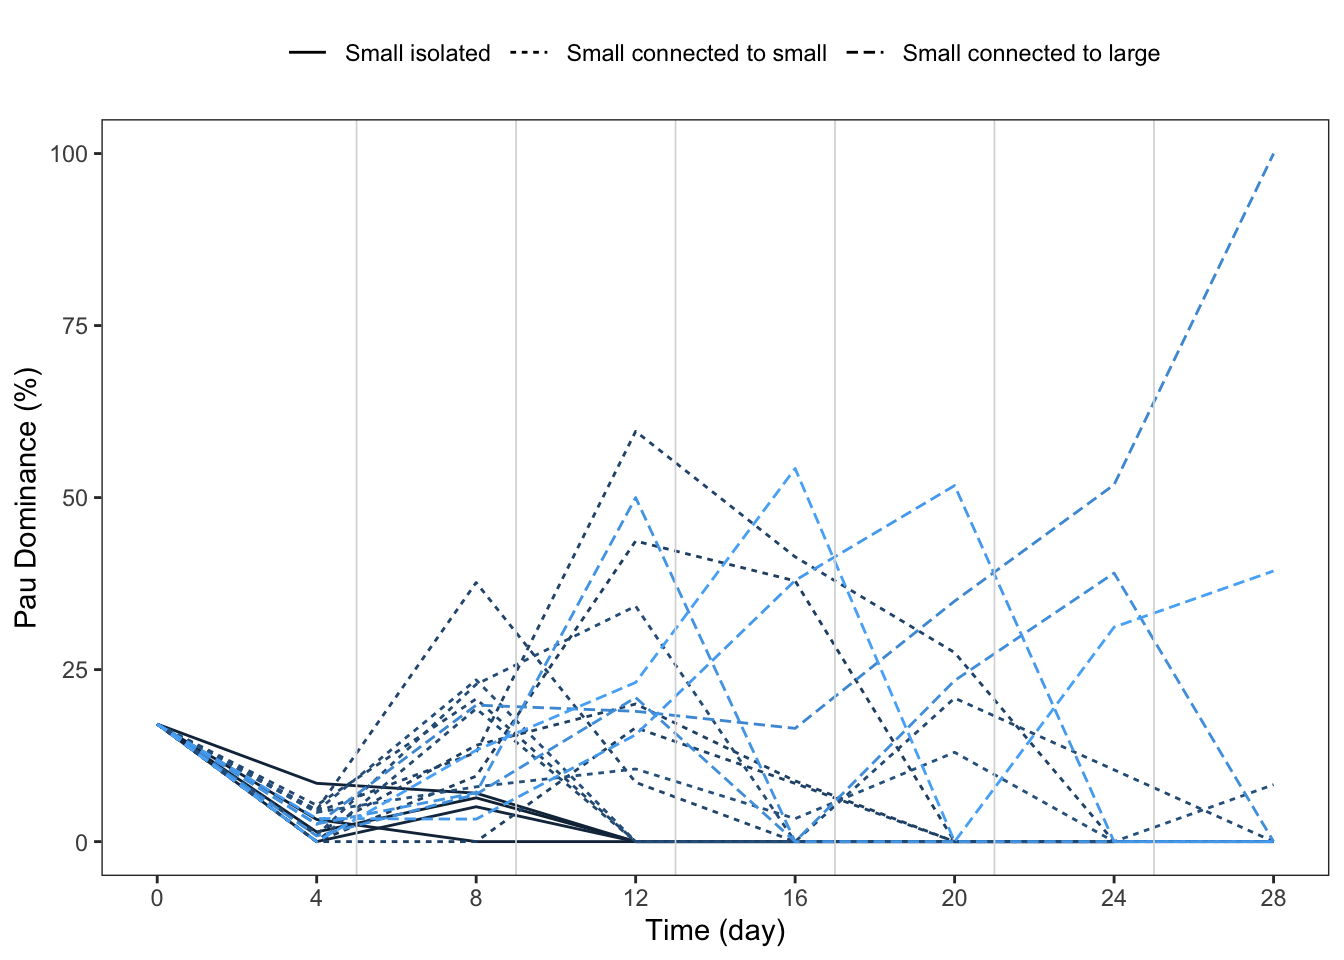 Small isolated Small connected to small Small connected to large
100
75
50
25
0
Pau Dominance (%)
0 4 8 12 16 20 24 28
Time (day)